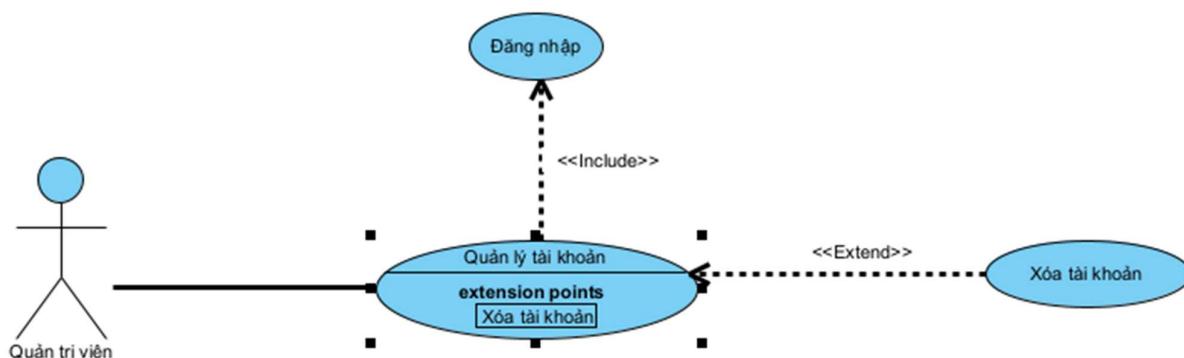 Đăng nhập
<<Include>>
Quản lý tài khoản
<<Extend>>
Xóa tài khoản
extension points
Xóa tài khoản
Quản trị viên